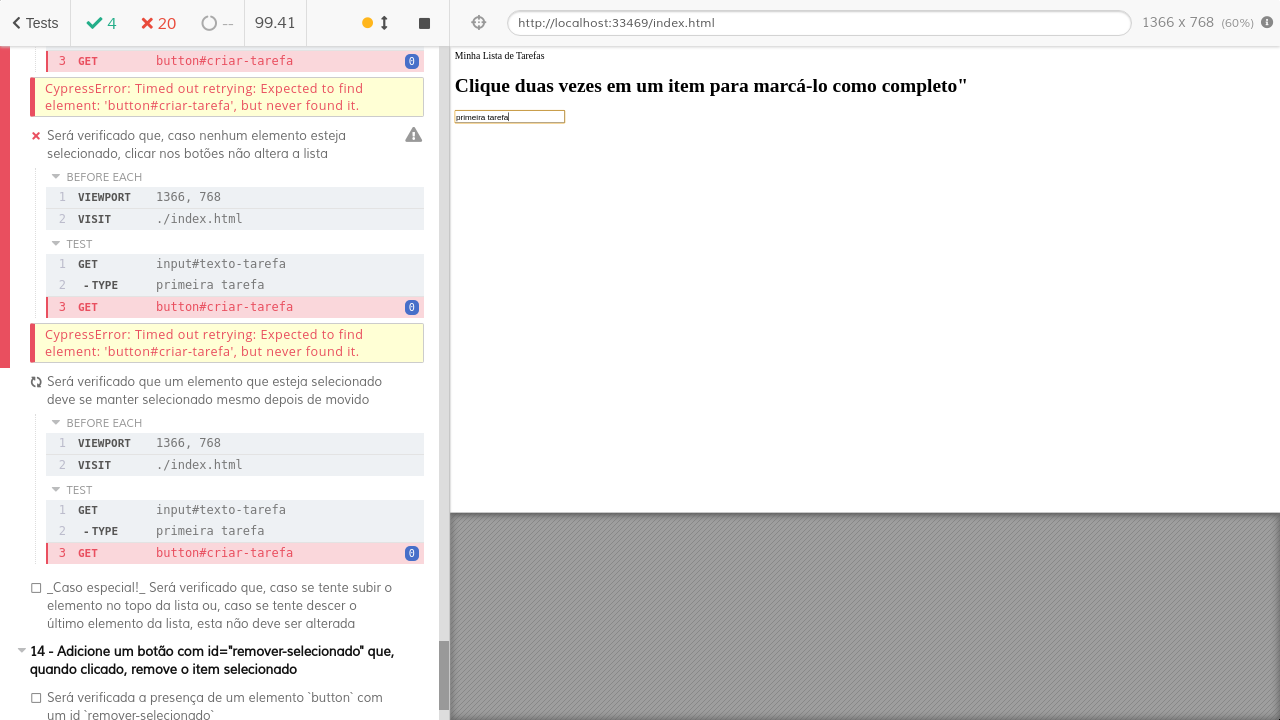 Tests
4
20
--
99.41
http://localhost:33469/index.html
1366 x 768 (60%)
3 GET button#criar-tarefa 0
CypressError: Timed out retrying: Expected to find
element: 'button#criar-tarefa', but never found it.
Será verificado que, caso nenhum elemento esteja
selecionado, clicar nos botões não altera a lista
BEFORE EACH
1 VIEWPORT 1366, 768
2 VISIT ./index.html
TEST
1 GET input#texto-tarefa
2 - TYPE primeira tarefa
3 GET button#criar-tarefa 0
CypressError: Timed out retrying: Expected to find
element: 'button#criar-tarefa', but never found it.
Será verificado que um elemento que esteja selecionado
deve se manter selecionado mesmo depois de movido
BEFORE EACH
1 VIEWPORT 1366, 768
2 VISIT ./index.html
TEST
1 GET input#texto-tarefa
2 - TYPE primeira tarefa
3 GET button#criar-tarefa 0
_Caso especial!_ Será verificado que, caso se tente subir o
elemento no topo da lista ou, caso se tente descer o
último elemento da lista, esta não deve ser alterada
14 - Adicione um botão com id="remover-selecionado" que,
quando clicado, remove o item selecionado
Será verificada a presença de um elemento `button` com
um id `remover-selecionado`
Minha Lista de Tarefas
Clique duas vezes em um item para marcá-lo como completo"
primeira tarefa